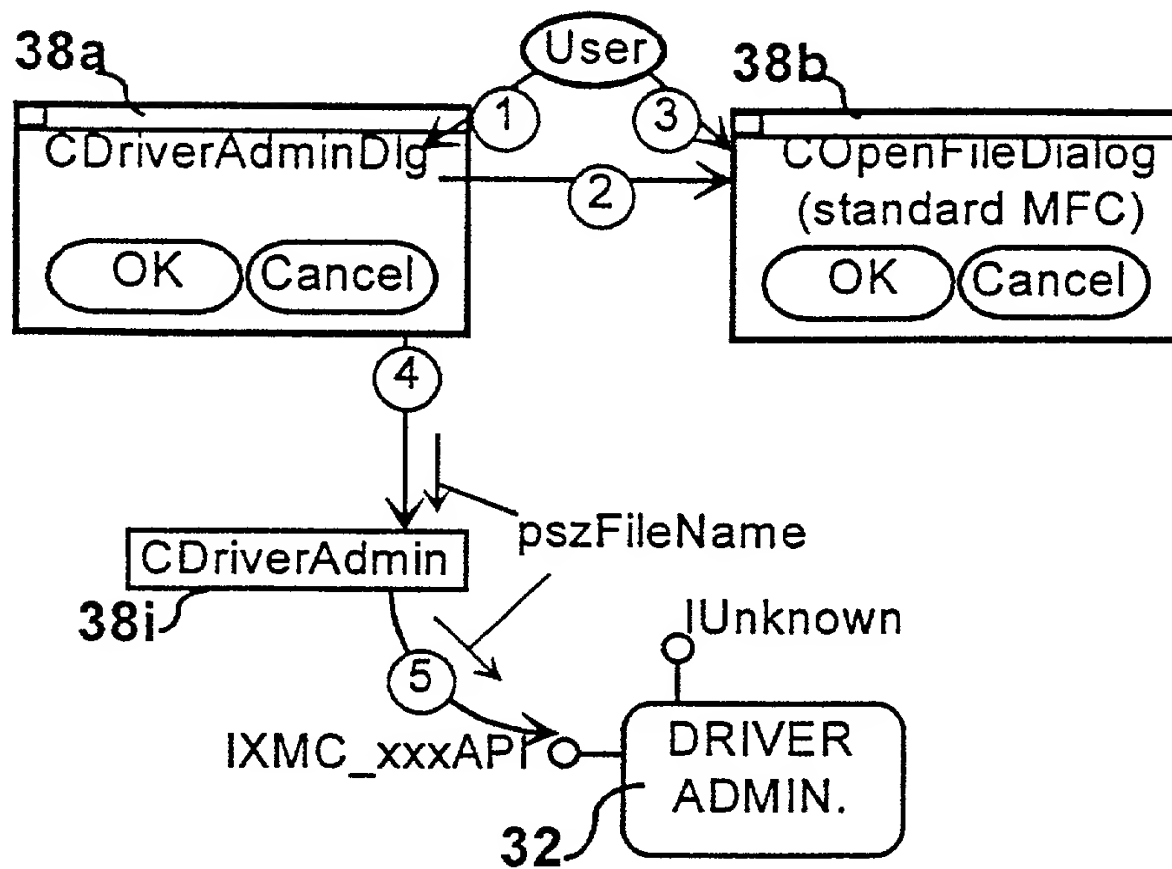 User
38a
38b
1
3
CDriverAdminDlg
COpenFileDialog
(standard MFC)
2
OK
Cancel
OK
Cancel
4
pszFileName
CDriverAdmin
38i
IUnknown
5
IXMC_xxxAPI
DRIVER
ADMIN.
32